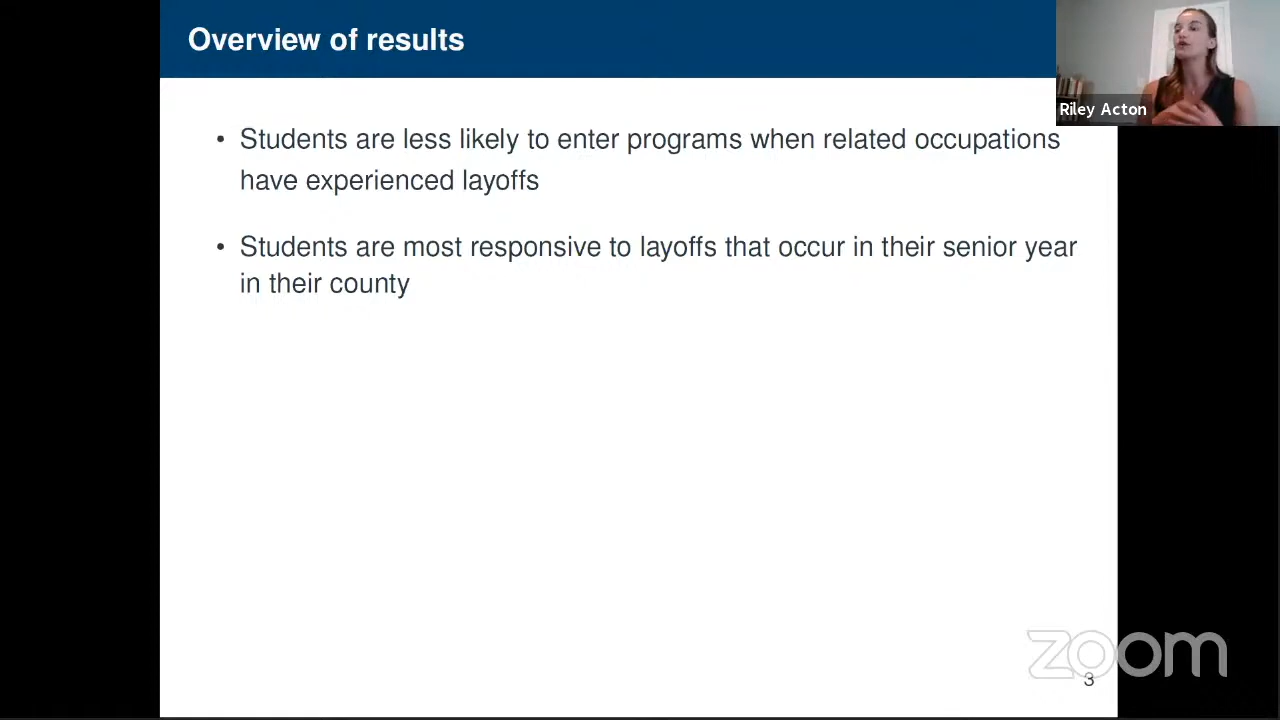 Overview of results
Riley Acton
• Students are less likely to enter programs when related occupations
have experienced layoffs
• Students are most responsive to layoffs that occur in their senior year
in their county
zoom
3